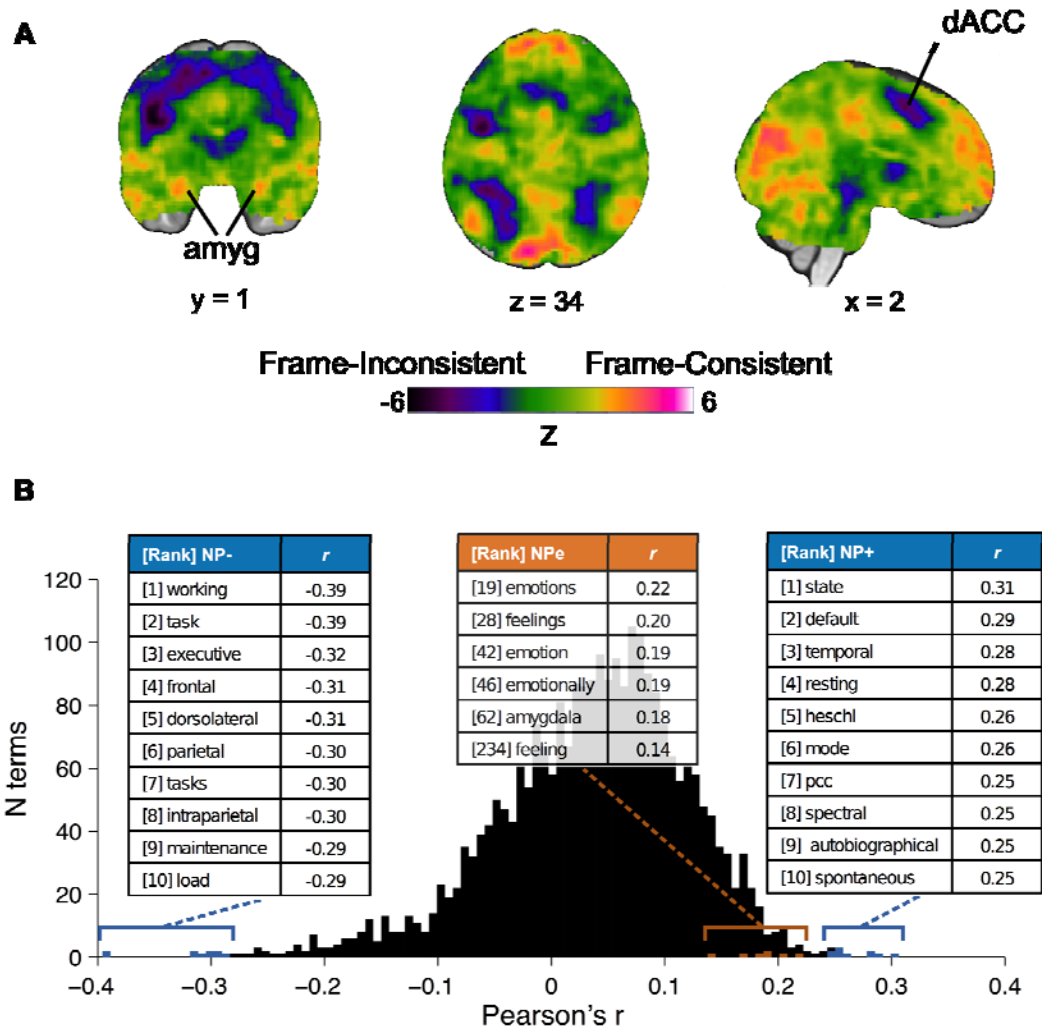 A
dACC
amyg
y = 1
z = 34
x = 2
Frame-Inconsistent Frame-Consistent
-6 6
Z
B
[Rank] NP- r
[1] working -0.39
[2] task -0.39
[3] executive -0.32
[4] frontal -0.31
[5] dorsolateral -0.31
[6] parietal -0.30
[7] tasks -0.30
[8] intraparietal -0.30
[9] maintenance -0.29
[10] load -0.29
[Rank] NPe r
[19] emotions 0.22
[28] feelings 0.20
[42] emotion 0.19
[46] emotionally 0.19
[62] amygdala 0.18
[234] feeling 0.14
[Rank] NP+ r
[1] state 0.31
[2] default 0.29
[3] temporal 0.28
[4] resting 0.28
[5] heschl 0.26
[6] mode 0.26
[7] pcc 0.25
[8] spectral 0.25
[9] autobiographical 0.25
[10] spontaneous 0.25
N terms
120
100
80
60
40
20
0
−0.4 −0.3 −0.2 −0.1 0 0.1 0.2 0.3 0.4
Pearson's r